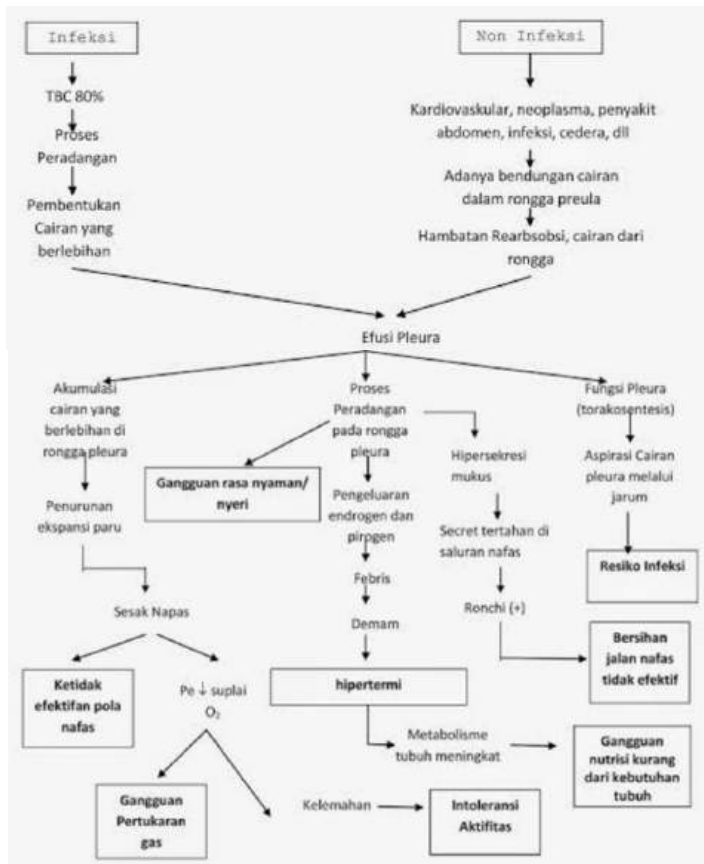 Infeksi
Non Infeksi
TBC 80%
Proses
Peradangan
Pembentukan
Cairan yang
berlebihan
Kardiovaskular, neoplasma, penyakit
abdomen, infeksi, cedera, dll
Adanya bendungan cairan
dalam rongga preula
Hambatan Rearbsobsi, cairan dari
rongga
Efusi Pleura
Akumulasi
cairan yang
berlebihan di
rongga pleura
Penurunan
ekspansi paru
Sesak Napas
Ketidak
efektifan pola
nafas
Pe ↓ suplai
O₂
Gangguan
Pertukaran
gas
Kelemahan
Intoleransi
Aktifitas
Proses
Peradangan
pada rongga
pleura
Gangguan rasa nyaman/
nyeri
Pengeluaran
endrogen dan
pirogen
Febris
Demam
hipertermi
Metabolisme
tubuh meningkat
Gangguan
nutrisi kurang
dari kebutuhan
tubuh
Hipersekresi
mukus
Secret tertahan di
saluran nafas
Ronchi (+)
Bersihan
jalan nafas
tidak efektif
Fungsi Pleura
(torakosentesis)
Aspirasi Cairan
pleura melalui
jarum
Resiko Infeksi